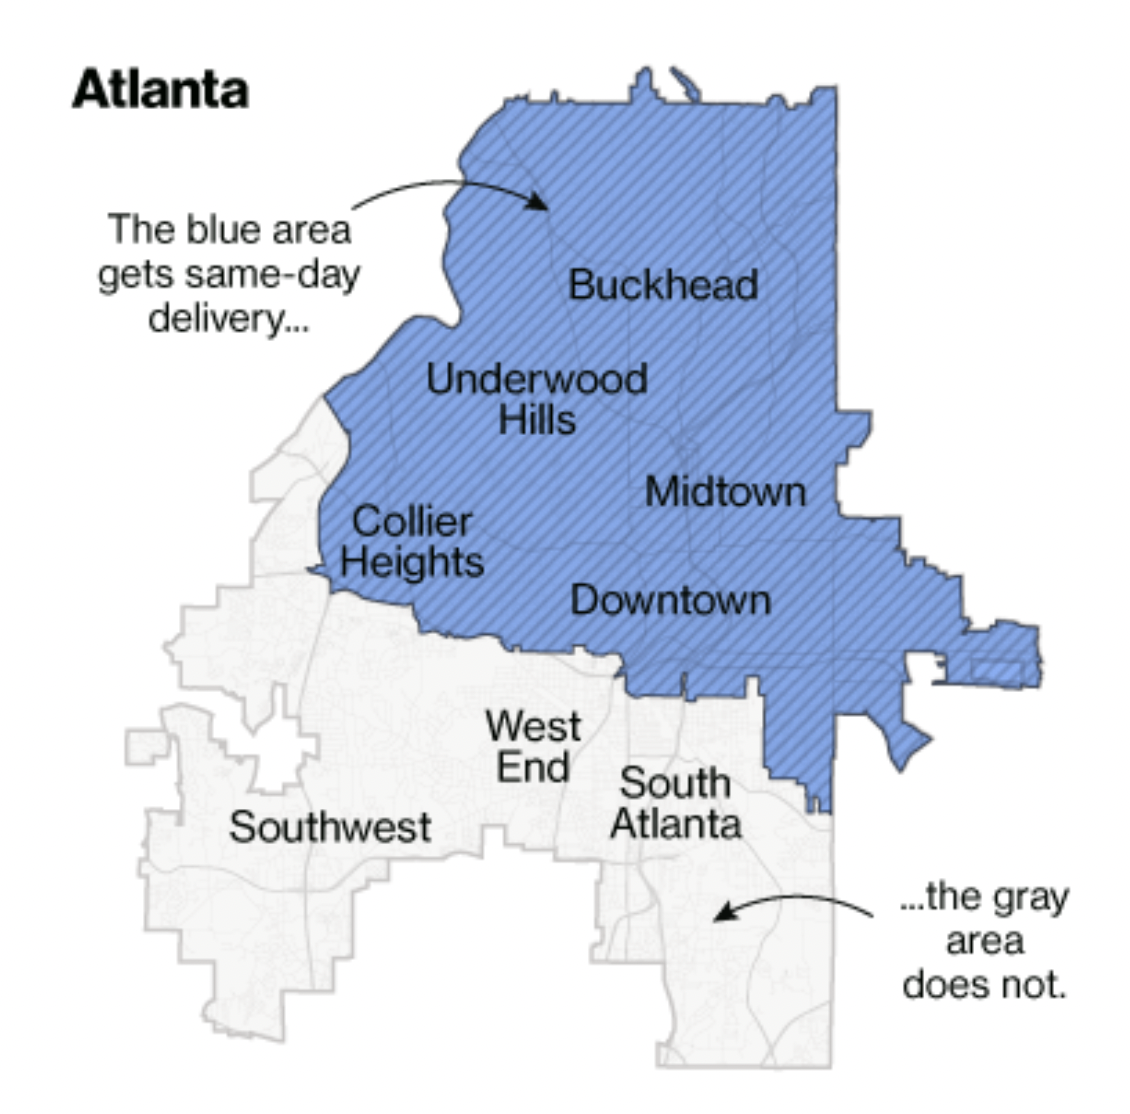 Atlanta
The blue area
gets same-day
delivery...
Buckhead
Underwood
Hills
Midtown
Collier
Heights
Downtown
West
End
South
Atlanta
Southwest
...the gray
area
does not.